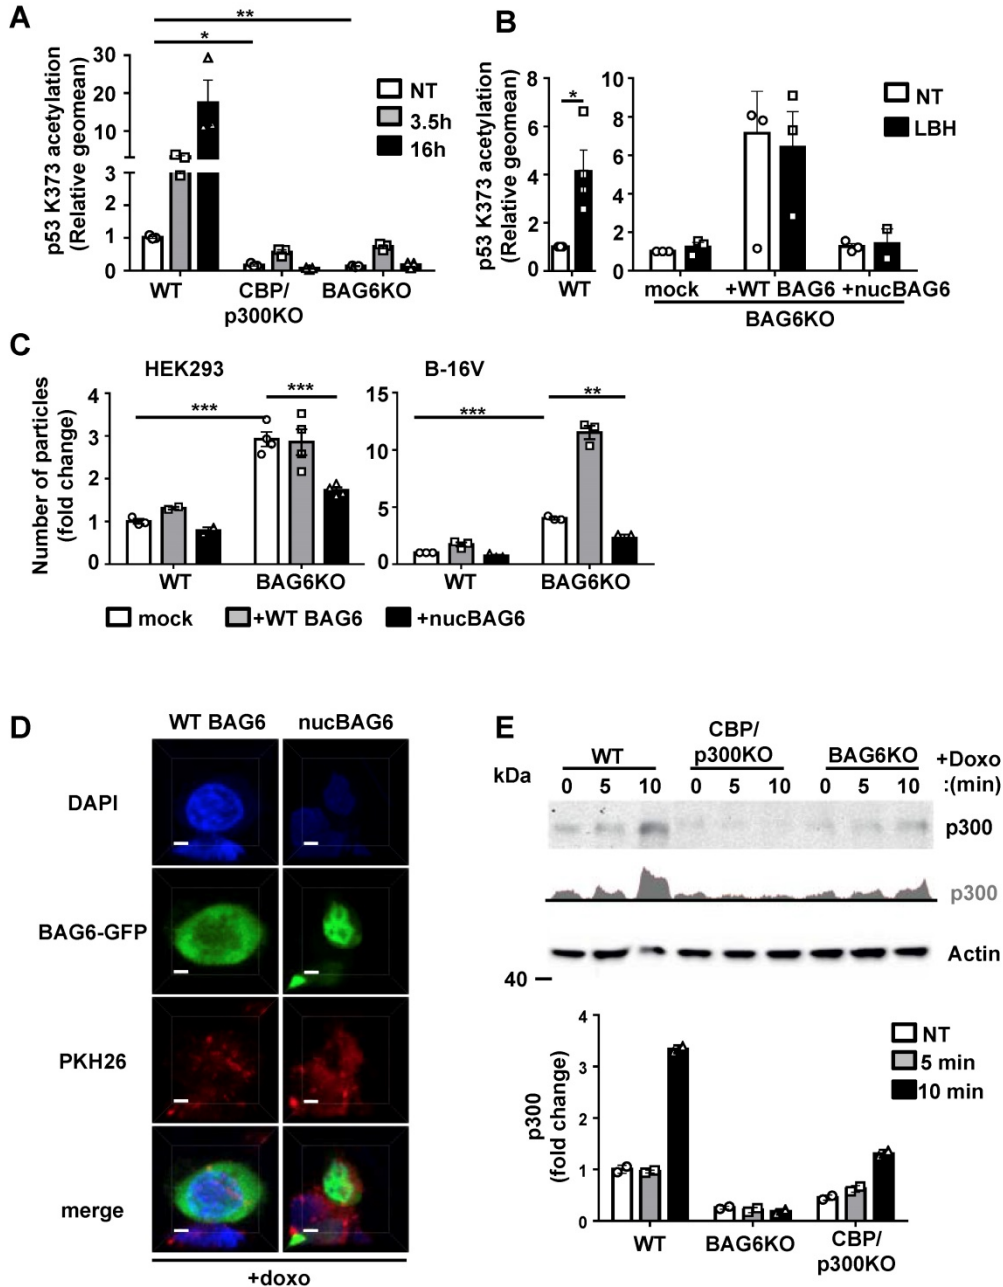 A
p53 K373 acetylation
(Relative geomean)
30
20
10
3
2
1
0
**
*
NT
3.5h
16h
WT
CBP/
p300KO
BAG6KO
B
p53 K373 acetylation
(Relative geomean)
8
6
4
2
0
*
WT
10
8
6
4
2
0
NT
LBH
mock
+WT BAG6
+nucBAG6
BAG6KO
C
HEK293
B-16V
Number of particles
(fold change)
4
3
2
1
0
***
***
WT
BAG6KO
15
10
5
0
***
**
WT
BAG6KO
mock
+WT BAG6
+nucBAG6
D
WT BAG6
nucBAG6
DAPI
BAG6-GFP
PKH26
merge
+doxo
E
kDa
WT
CBP/
p300KO
BAG6KO
+Doxo
0 5 10 0 5 10 0 5 10 :(min)
p300
p300
Actin
40
p300
(fold change)
4
3
2
1
0
NT
5 min
10 min
WT
BAG6KO
CBP/
p300KO